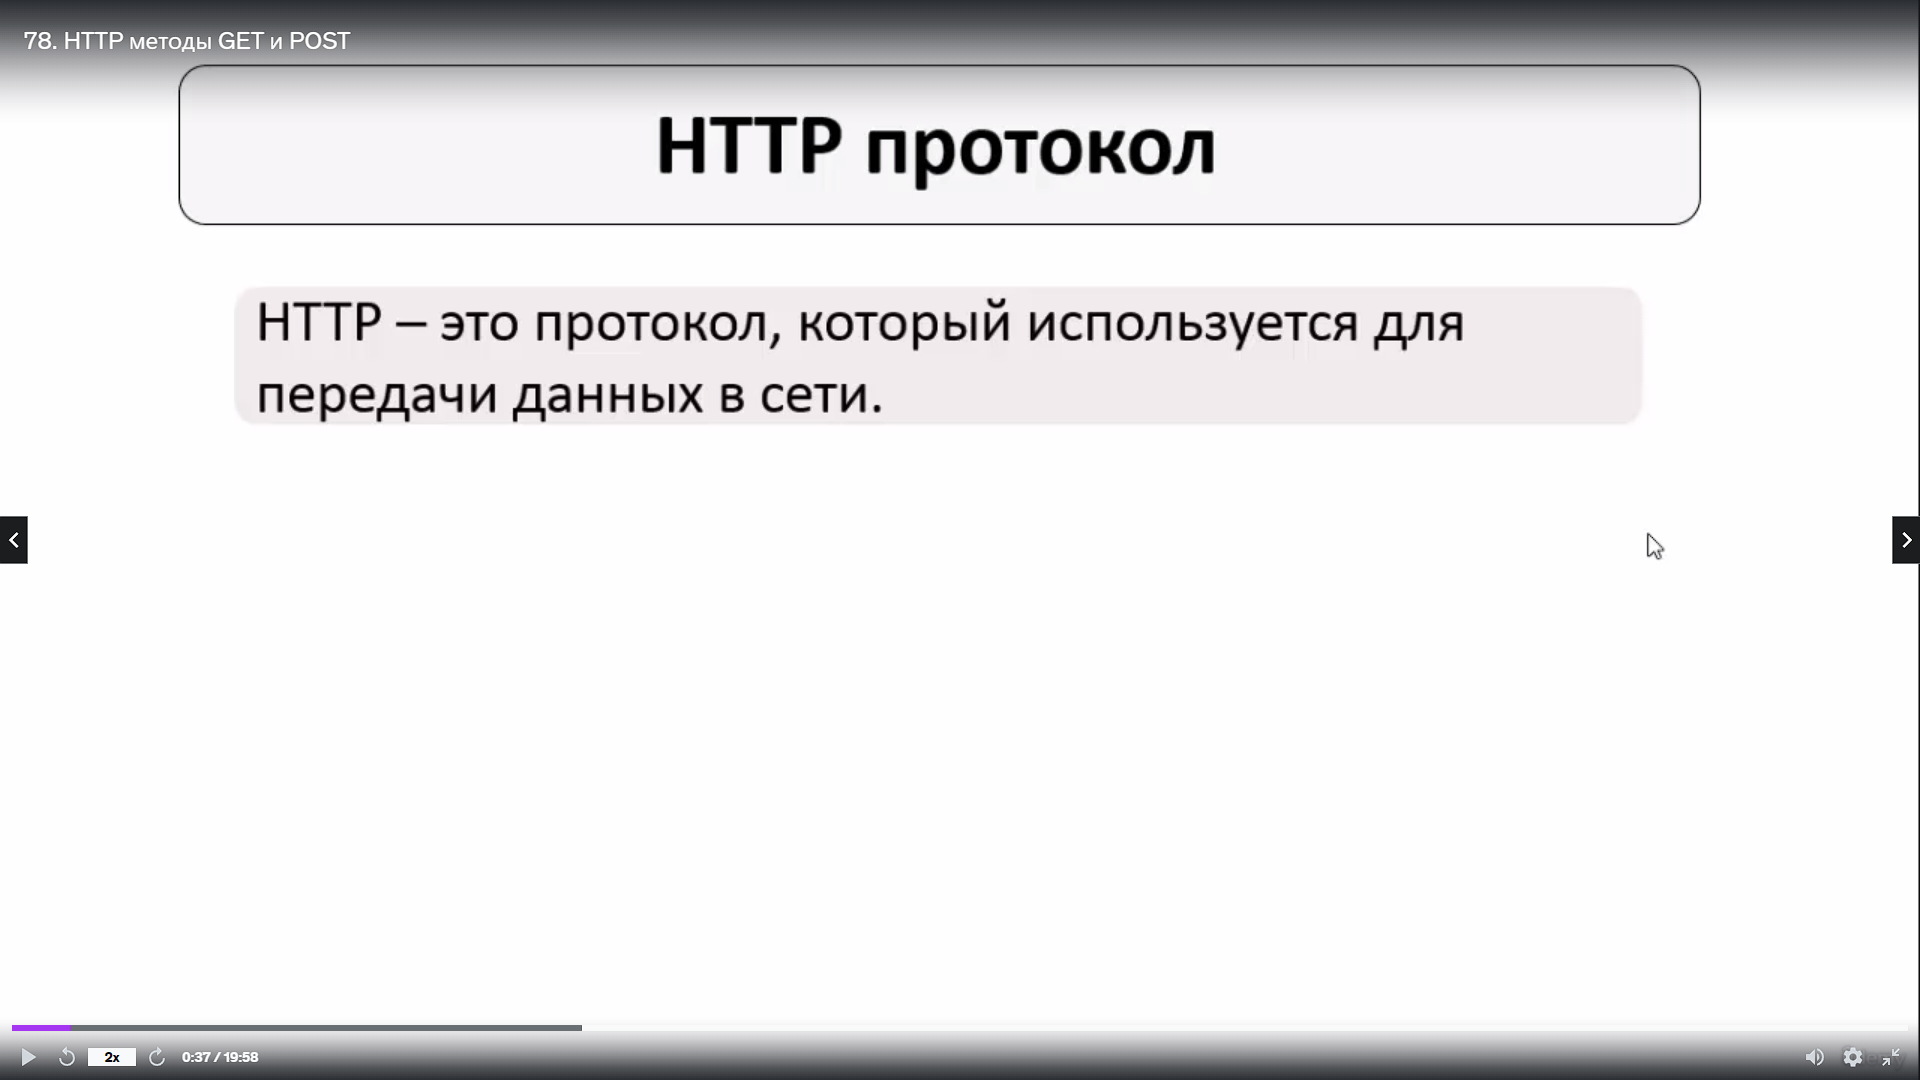 78. HTTP методы GET и POST
HTTP протокол
HTTP – это протокол, который используется для
передачи данных в сети.
2x
0:37 / 19:58